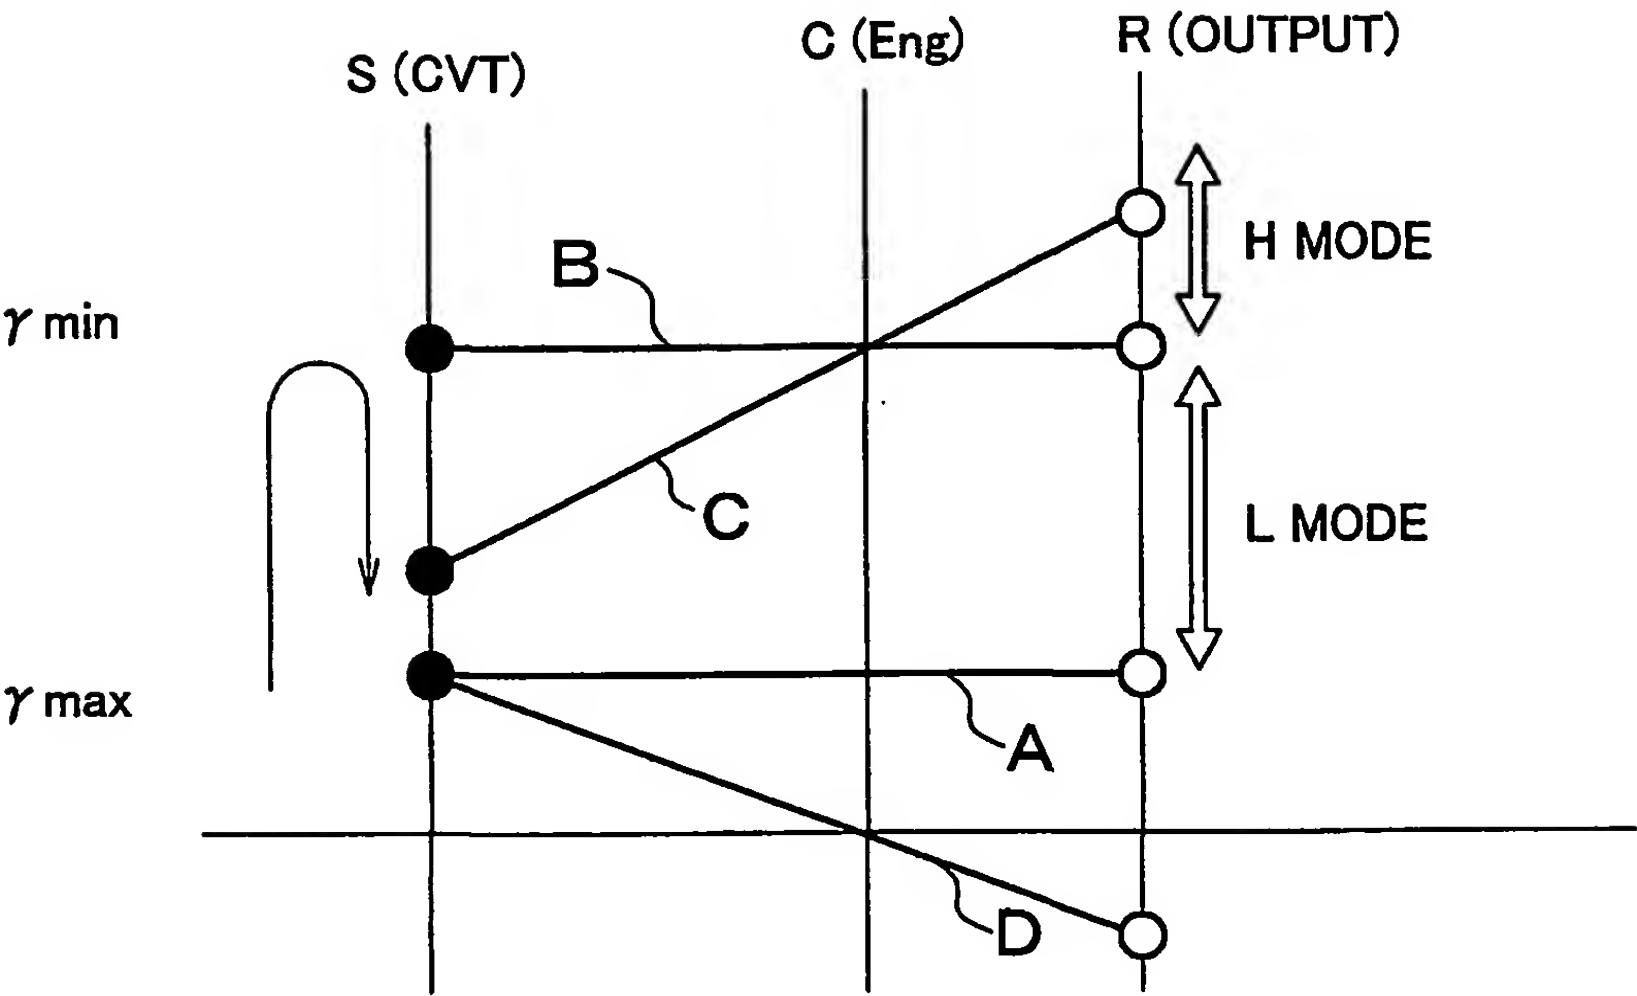 S (CVT)
C (Eng)
R (OUTPUT)
H MODE
B
γ min
C
L MODE
γ max
A
D